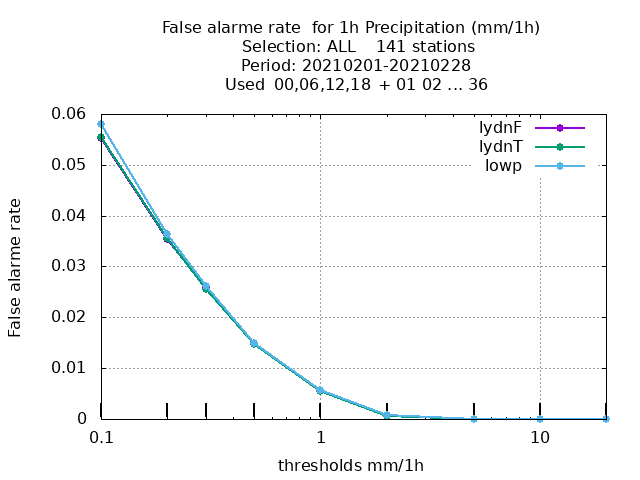 False alarme rate  for 1h Precipitation (mm/1h)
Selection: ALL    141 stations
Period: 20210201-20210228
Used  00,06,12,18 + 01 02 ... 36
lydnF
lydnT
lowp
0.06
0.05
0.04
0.03
0.02
0.01
0
False alarme rate
0.1 1 10
thresholds mm/1h